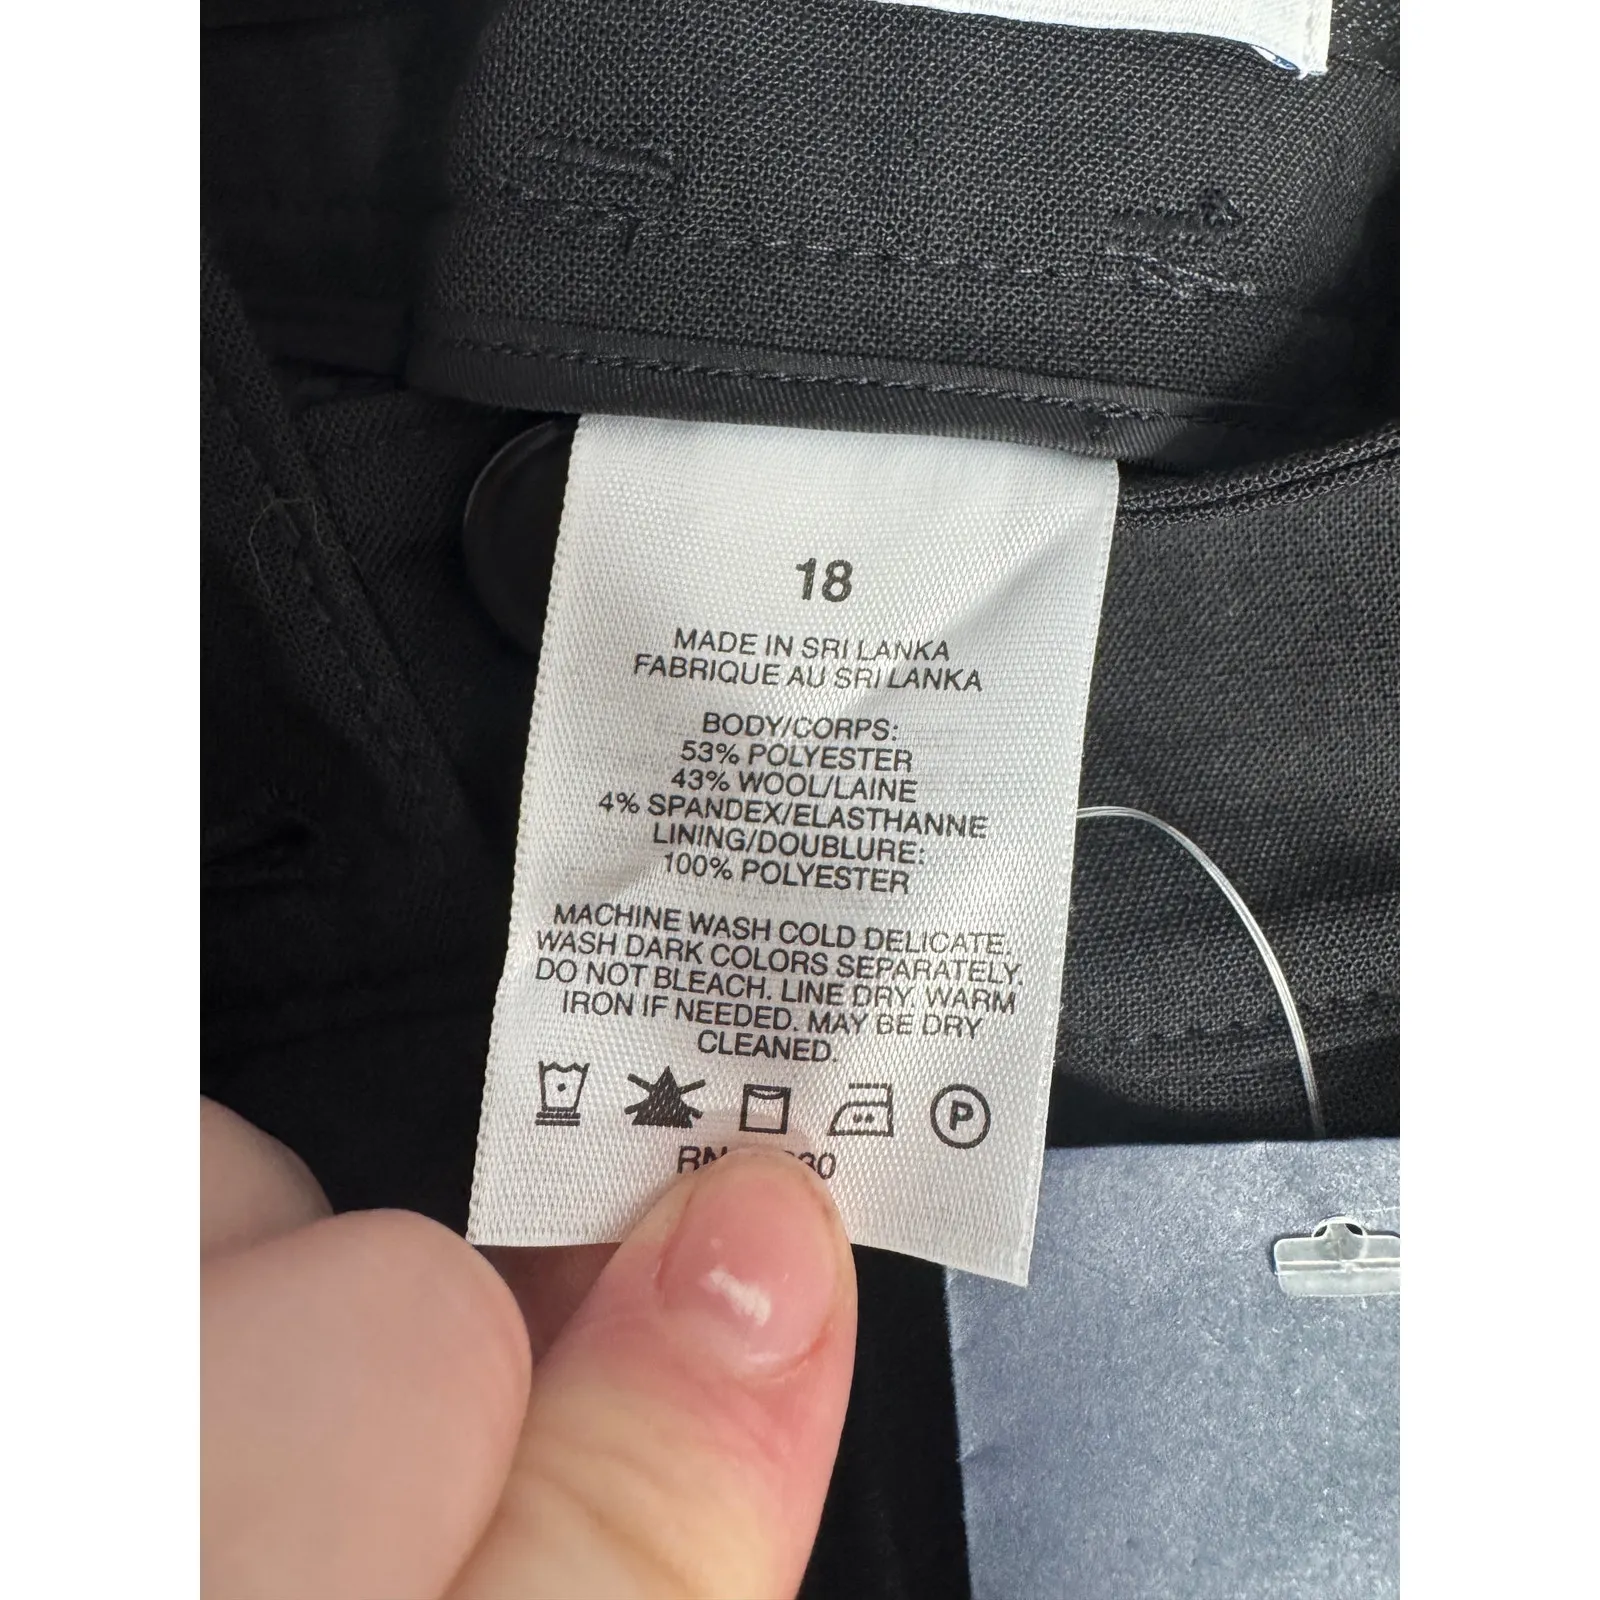 18
MADE IN SRI LANKA
FABRIQUE AU SRI LANKA
BODY/CORPS:
53% POLYESTER
43% WOOL/LAINE
4% SPANDEX/ELASTHANNE
LINING/DOUBLURE:
100% POLYESTER
MACHINE WASH COLD DELICATE.
WASH DARK COLORS SEPARATELY.
DO NOT BLEACH. LINE DRY. WARM
IRON IF NEEDED. MAY BE DRY
CLEANED.
P
RN